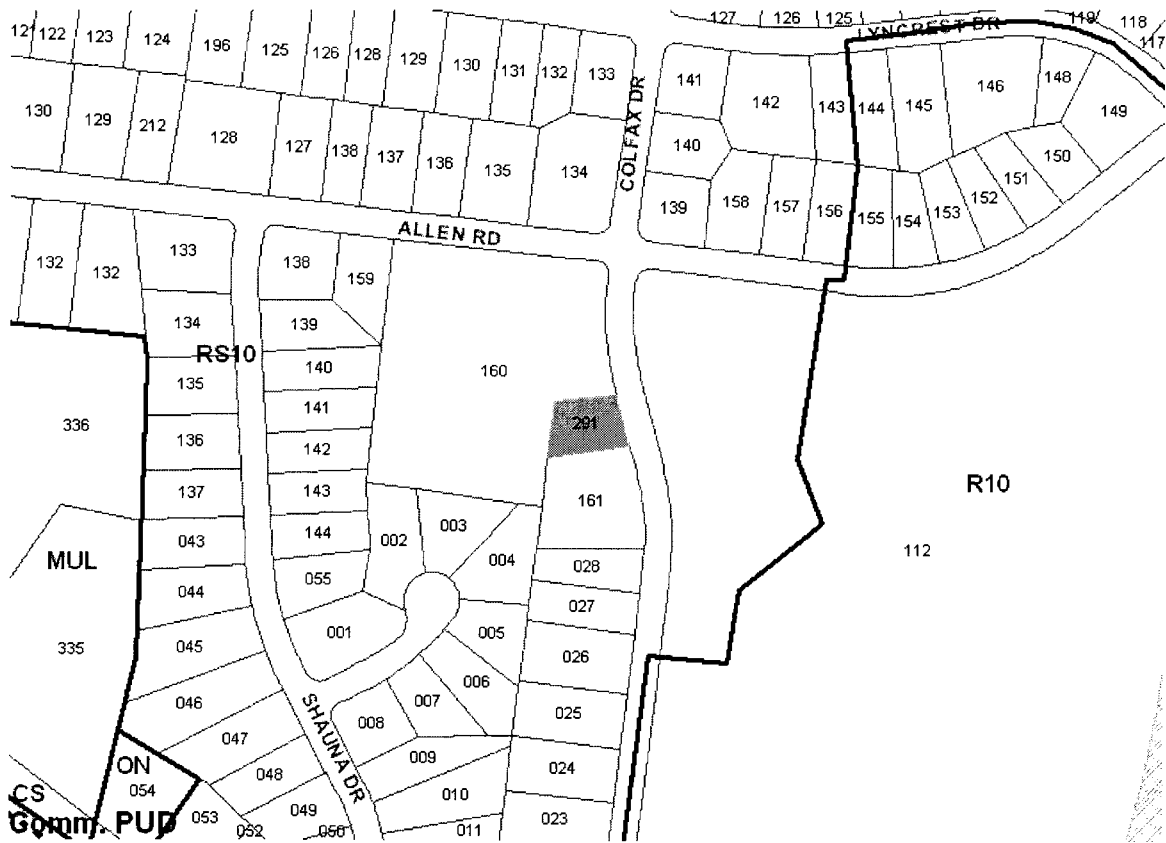 127 126 125 119 118
121 122 123 124 196 125 126 128 129 130 131 132 133 141 142 143 144 145 146 148 149 117
LYNCREST DR
COLFAX DR
130 129 212 128 127 138 137 136 135 134 140 139 158 157 156 155 154 153 152 151 150
ALLEN RD
132 132 133 138 159
134 139
RS10
135 140 160
336 136 141 291
142
137 143 161 R10
043 144 002 003 004 112
MUL
044 055 028
027
335 045 001 005 026
046 006
007 025
047 008
SHAUNA DR
ON 048 009 024
054
CS 049 010
053 023
Comm. PUD
052 050 011